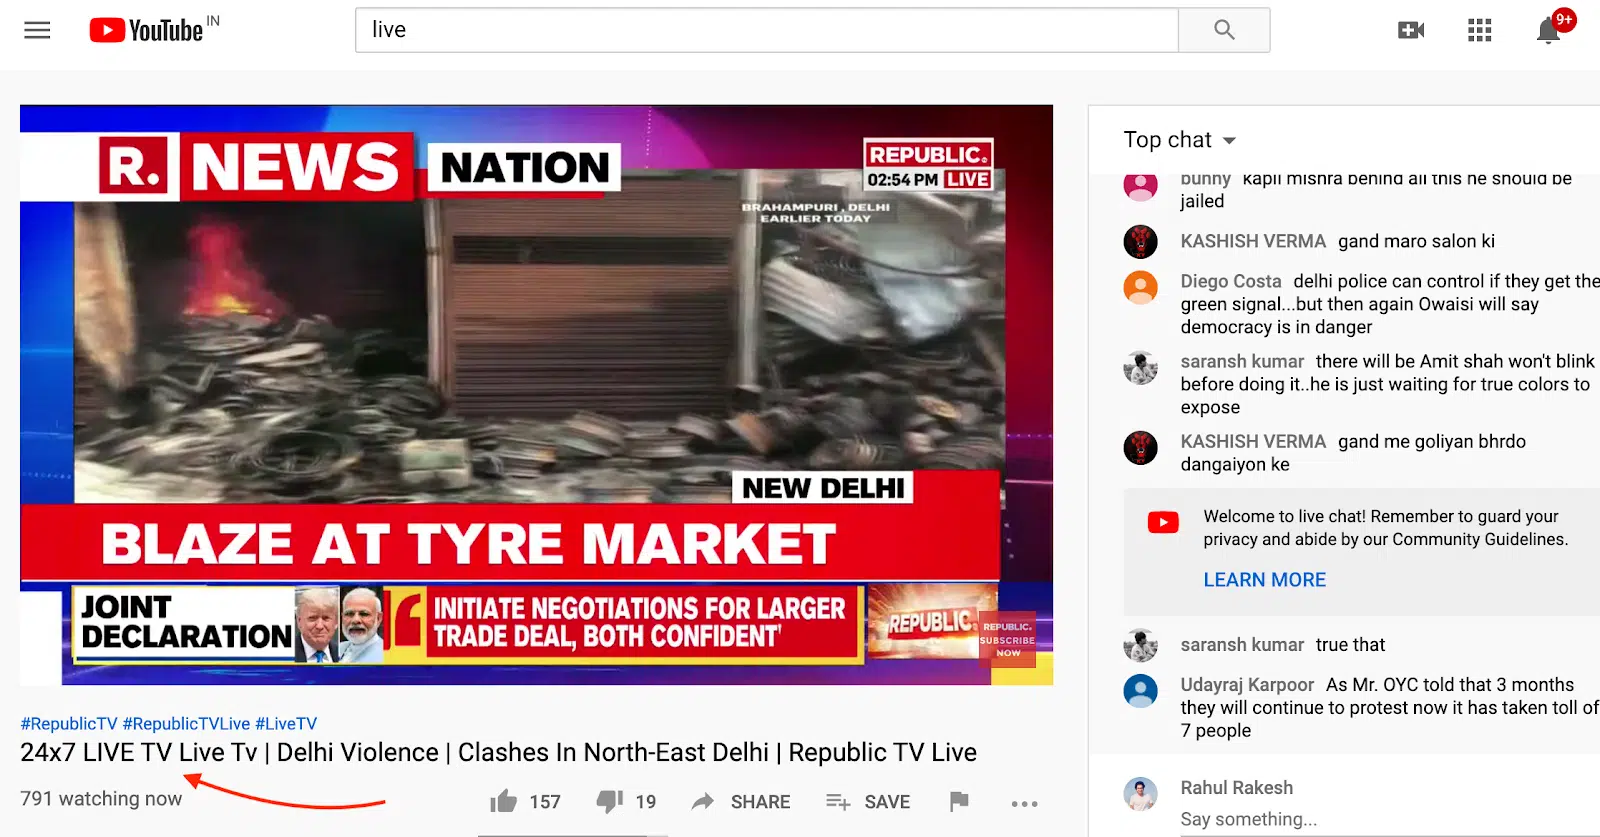 YouTube IN
live
9+
R. NEWS NATION
REPUBLIC.
02:54 PM LIVE
BRAHAMPURI, DELHI
EARLIER TODAY
NEW DELHI
BLAZE AT TYRE MARKET
JOINT
DECLARATION
INITIATE NEGOTIATIONS FOR LARGER
TRADE DEAL, BOTH CONFIDENT'
REPUBLIC.
REPUBLIC.
SUBSCRIBE
NOW
#RepublicTV #RepublicTVLive #LiveTV
24x7 LIVE TV Live Tv | Delhi Violence | Clashes In North-East Delhi | Republic TV Live
791 watching now
157
19
SHARE
SAVE
Top chat
bunny kapil mishra behind all this he should be
jailed
KASHISH VERMA gand maro salon ki
Diego Costa delhi police can control if they get the
green signal...but then again Owaisi will say
democracy is in danger
saransh kumar there will be Amit shah won't blink
before doing it..he is just waiting for true colors to
expose
KASHISH VERMA gand me goliyan bhrdo
dangaiyon ke
Welcome to live chat! Remember to guard your
privacy and abide by our Community Guidelines.
LEARN MORE
saransh kumar true that
Udayraj Karpoor As Mr. OYC told that 3 months
they will continue to protest now it has taken toll of
7 people
Rahul Rakesh
Say something...